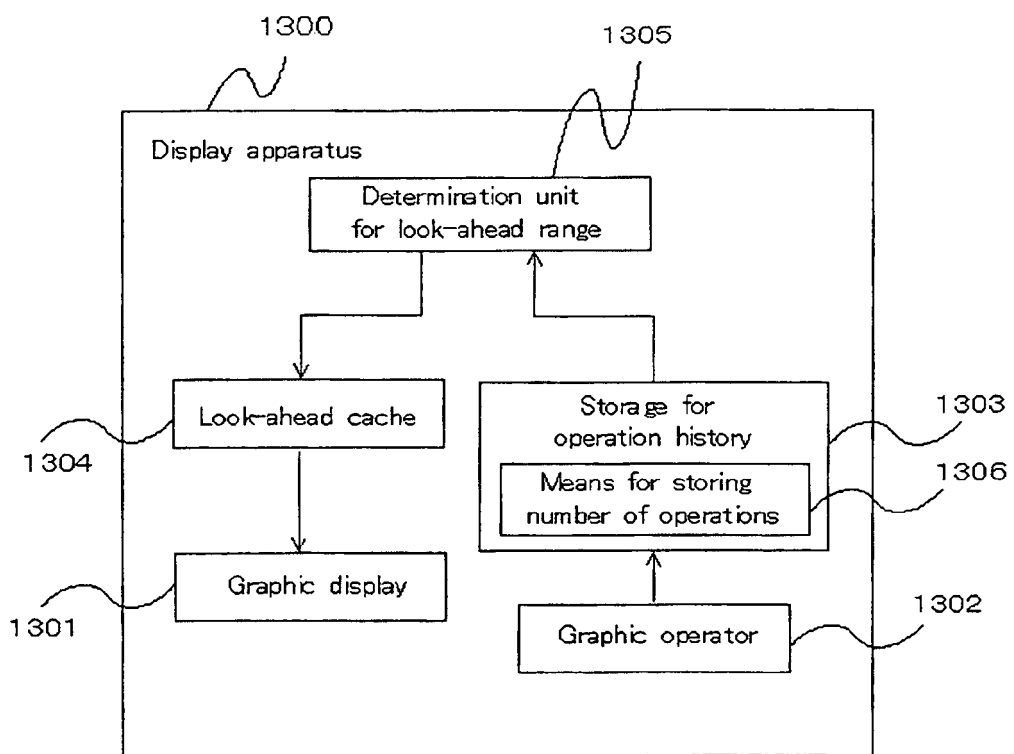 1300
1305
Display apparatus
Determination unit
for look-ahead range
Look-ahead cache
1304
Storage for
operation history
1303
Means for storing
number of operations
1306
Graphic display
1301
Graphic operator
1302